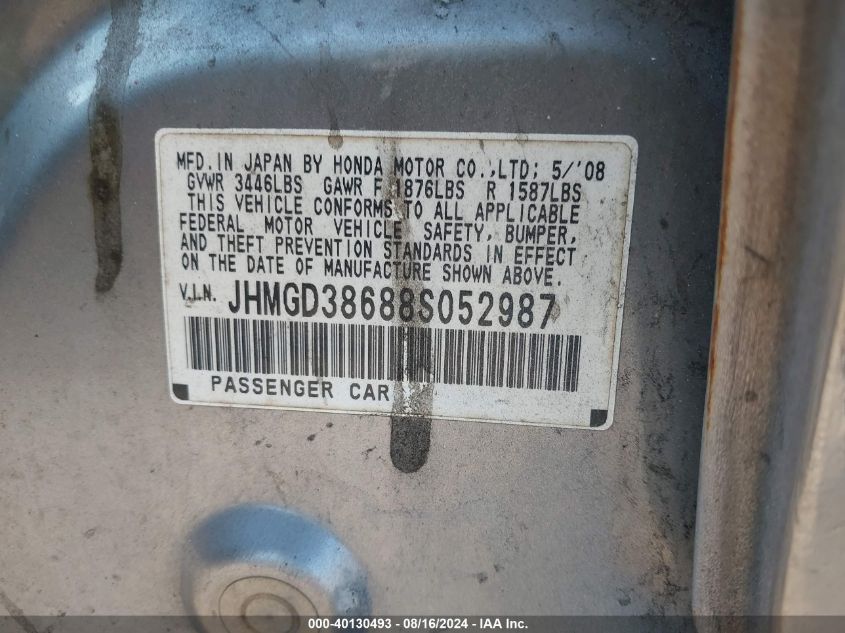 MFD. IN JAPAN BY HONDA MOTOR CO.,LTD; 5/'08
GVWR 3446LBS GAWR F 1876LBS R 1587LBS
THIS VEHICLE CONFORMS TO ALL APPLICABLE
FEDERAL MOTOR VEHICLE SAFETY, BUMPER,
AND THEFT PREVENTION STANDARDS IN EFFECT
ON THE DATE OF MANUFACTURE SHOWN ABOVE.
V.I.N. JHMGD38688S052987
PASSENGER CAR
000-40130493 - 08/16/2024 - IAA Inc.